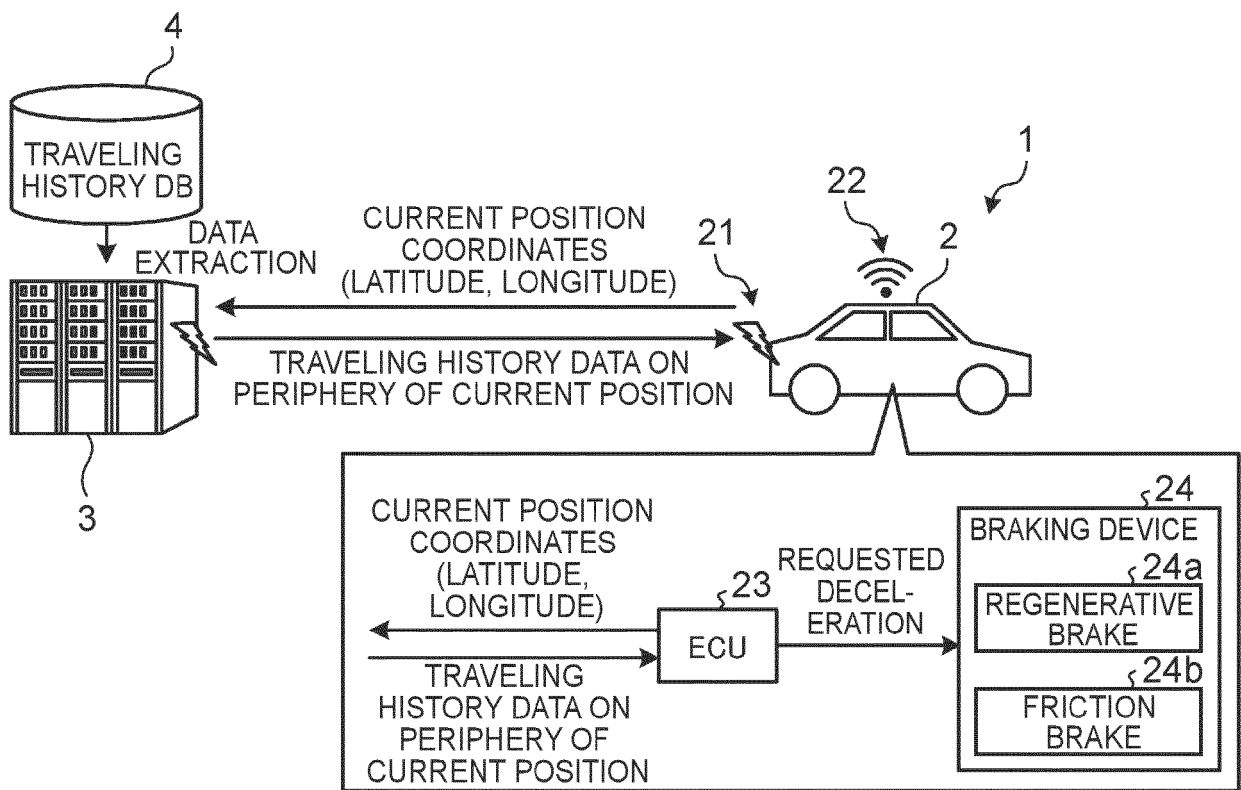 4
TRAVELING
HISTORY DB
DATA
EXTRACTION
3
CURRENT POSITION
COORDINATES
(LATITUDE, LONGITUDE)
TRAVELING HISTORY DATA ON
PERIPHERY OF CURRENT POSITION
21
22
2
1
CURRENT POSITION
COORDINATES
(LATITUDE,
LONGITUDE)
TRAVELING
HISTORY DATA ON
PERIPHERY OF
CURRENT POSITION
23
ECU
REQUESTED
DECEL-
ERATION
24
BRAKING DEVICE
24a
REGENERATIVE
BRAKE
24b
FRICTION
BRAKE